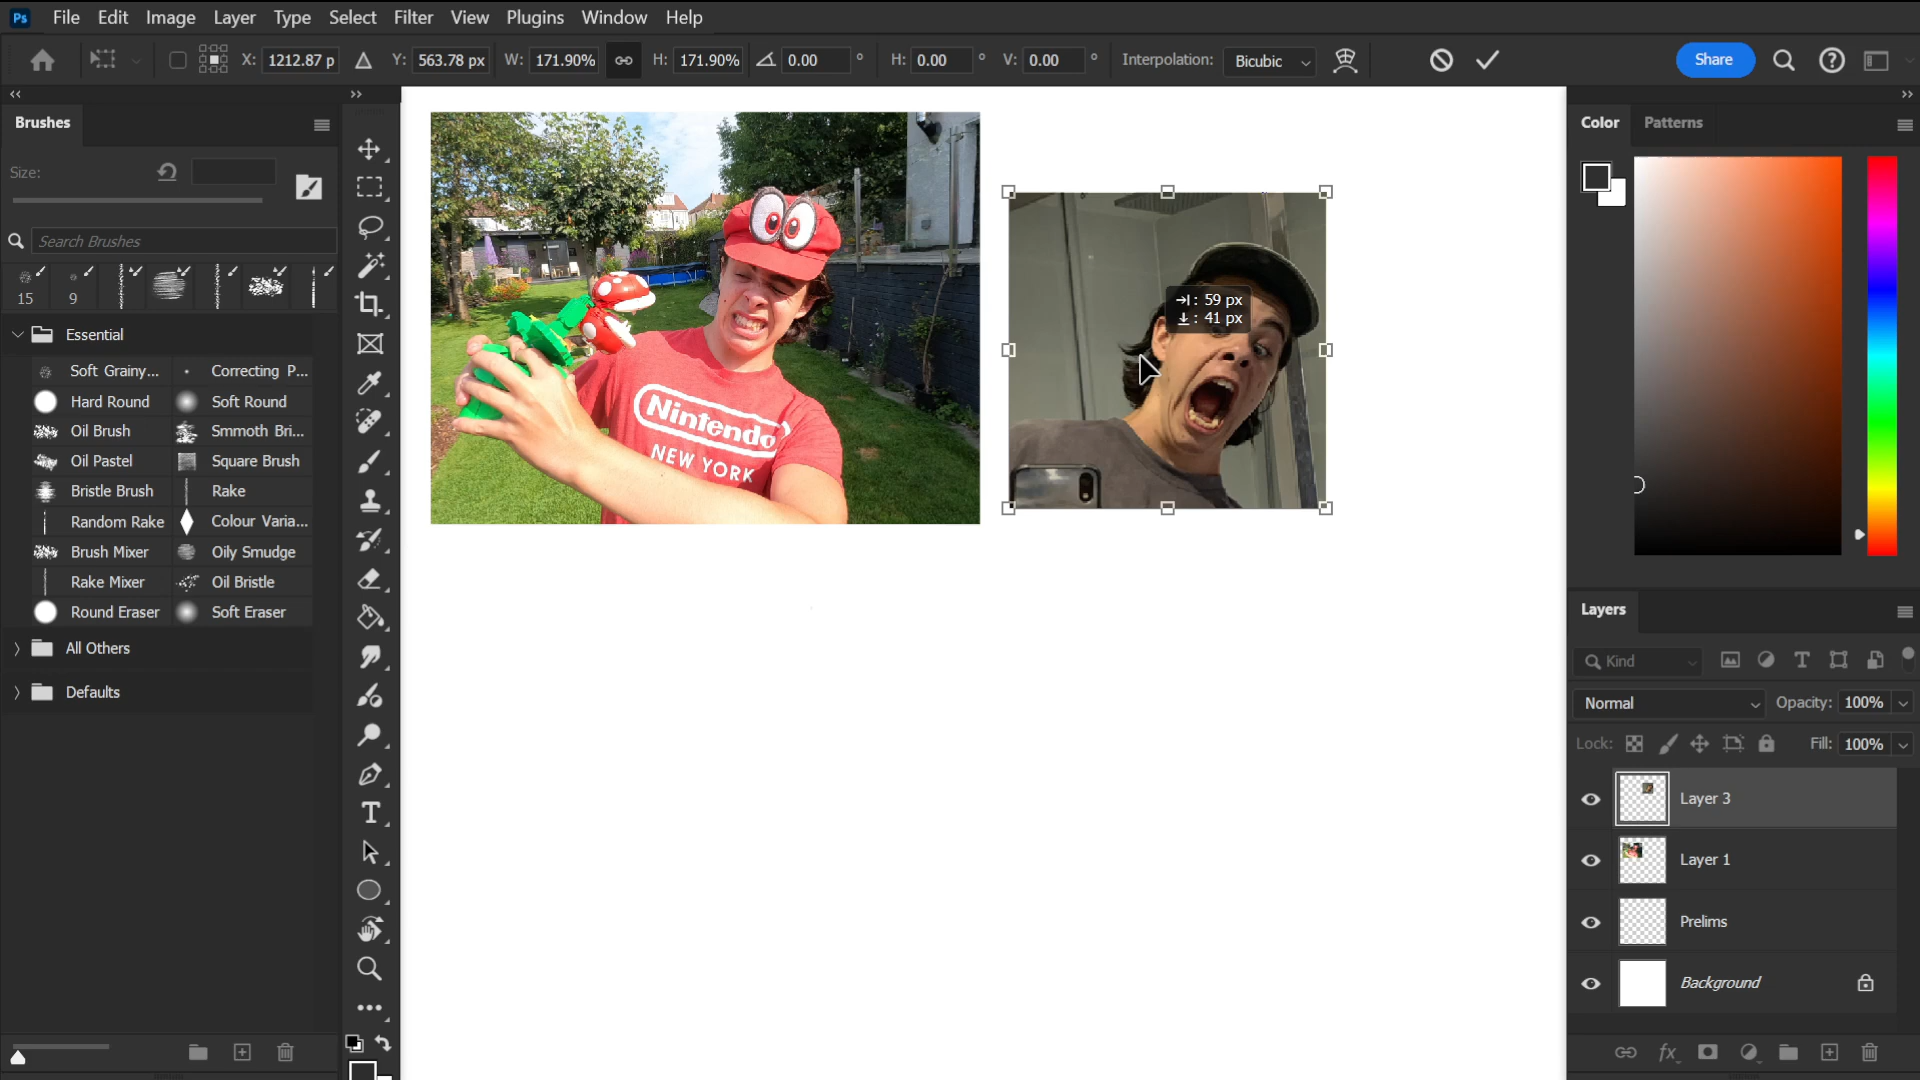 Ps File Edit Image Layer Type Select Filter View Plugins Window Help
X: 1212.87 p Y: 563.78 px W: 171.90% H: 171.90% 0.00 ° H: 0.00 ° V: 0.00 ° Interpolation: Bicubic Share
Brushes
Size:
Search Brushes
15 9
Essential
Soft Grainy... Correcting P...
Hard Round Soft Round
Oil Brush Smmoth Bri...
Oil Pastel Square Brush
Bristle Brush Rake
Random Rake Colour Varia...
Brush Mixer Oily Smudge
Rake Mixer Oil Bristle
Round Eraser Soft Eraser
All Others
Defaults
Nintendo
NEW YORK
: 59 px
: 41 px
Color Patterns
Layers
Kind
Normal Opacity: 100%
Lock: Fill: 100%
Layer 3
Layer 1
Prelims
Background
fx